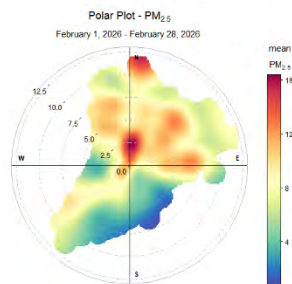 Polar Plot - PM2.5
February 1, 2026 - February 28, 2026
mean
PM2.5
16
12
8
4
N
12.5
10.0
7.5
5.0
2.5
0.0
W
E
S